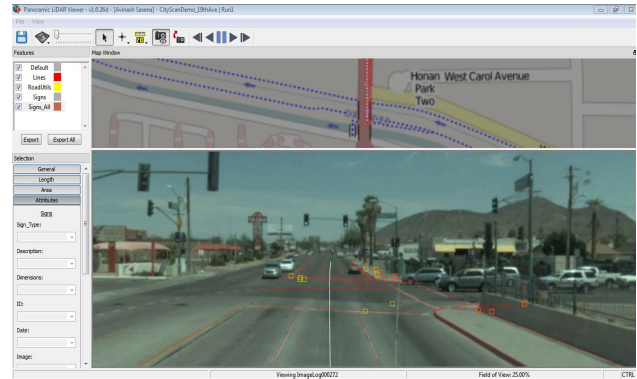 Panoramic LiDAR Viewer - v1.0.26d - [Avinash Saxena] - CityScanDemo_19thAve | Run1
File View
Features
Map Window
Default
Lines
RoadUtils
Signs
Signs_All
Export
Export All
Honan West Carol Avenue
Park
Two
Selection
General
Length
Area
Attributes
Signs
Sign_Type:
Description:
Dimensions:
ID:
Date:
Image:
Viewing ImageLog000272
Field of View: 25.00%
CTRL